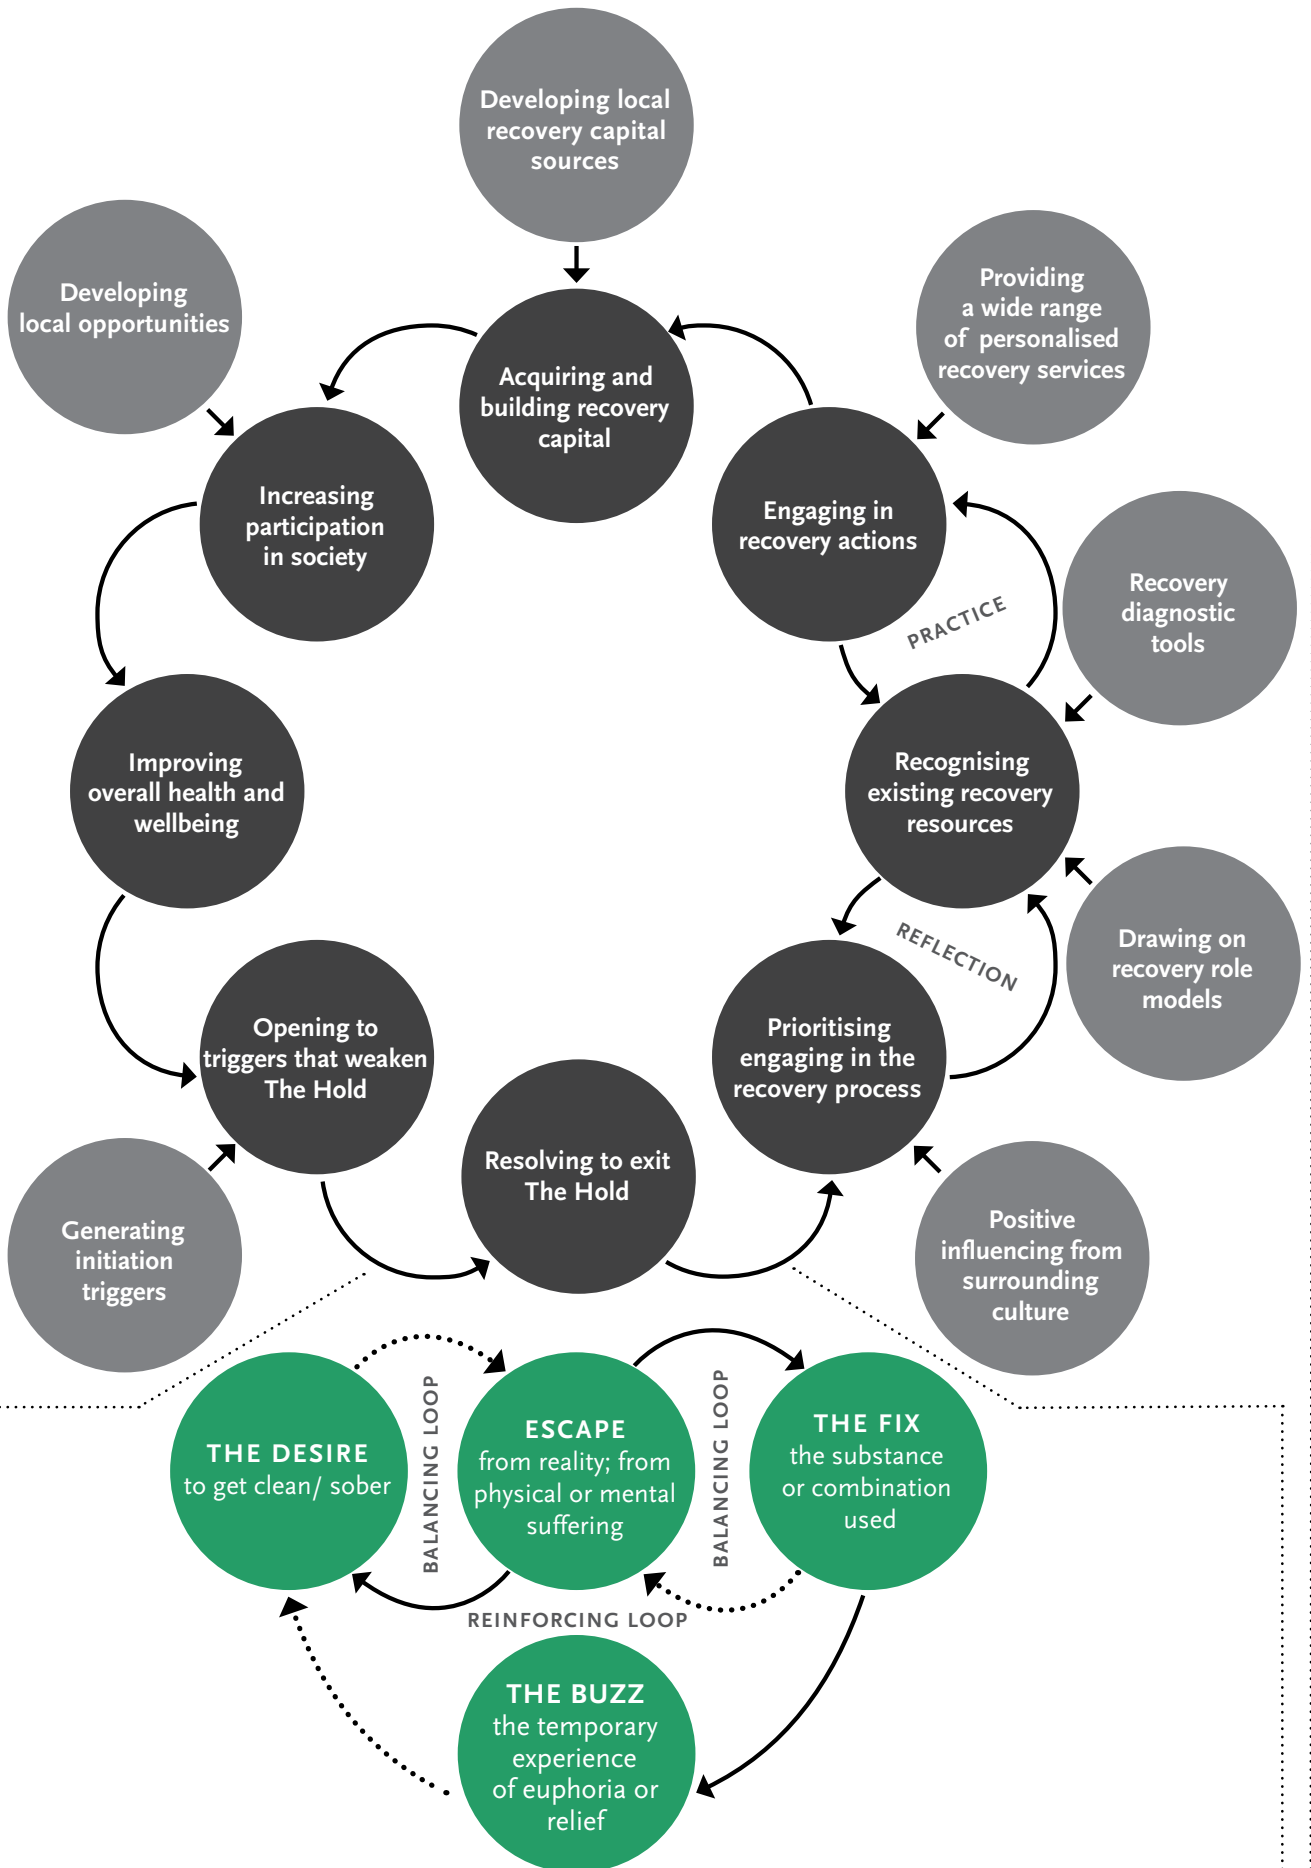 Developing local
recovery capital
sources
Developing
local opportunities
Providing
a wide range
of personalised
recovery services
Acquiring and
building recovery
capital
Increasing
participation
in society
Engaging in
recovery actions
PRACTICE
Recovery
diagnostic
tools
Improving
overall health and
wellbeing
Recognising
existing recovery
resources
REFLECTION
Drawing on
recovery role
models
Opening to
triggers that weaken
The Hold
Prioritising
engaging in the
recovery process
Resolving to exit
The Hold
Generating
initiation
triggers
Positive
influencing from
surrounding
culture
THE DESIRE
to get clean/ sober
BALANCING LOOP
ESCAPE
from reality; from
physical or mental
suffering
BALANCING LOOP
THE FIX
the substance
or combination
used
REINFORCING LOOP
THE BUZZ
the temporary
experience
of euphoria or
relief